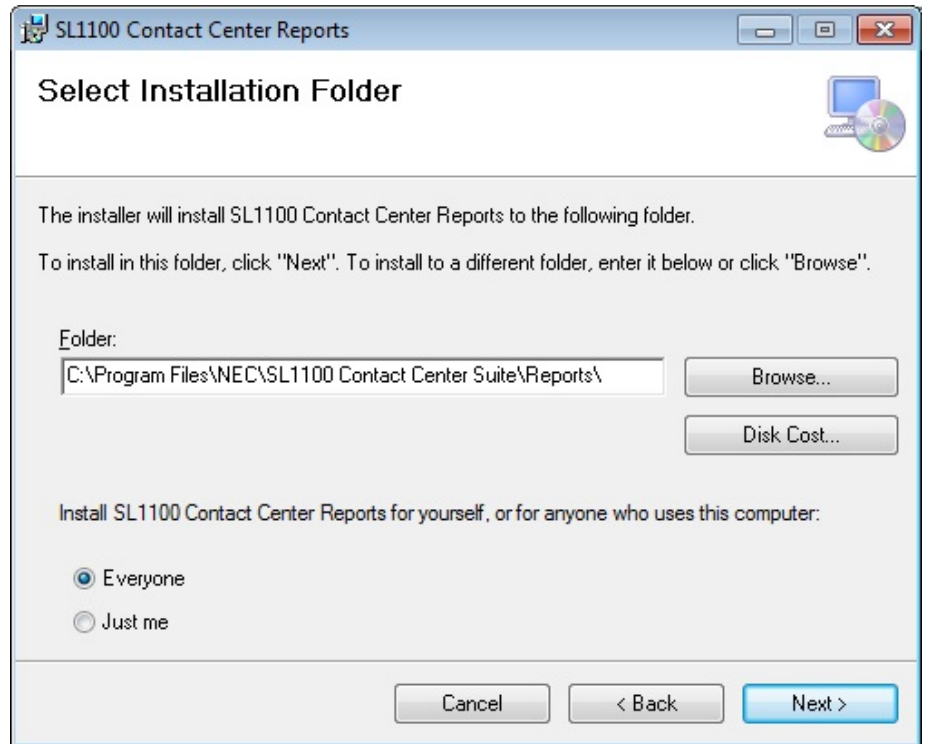 SL1100 Contact Center Reports
Select Installation Folder
The installer will install SL1100 Contact Center Reports to the following folder.
To install in this folder, click "Next". To install to a different folder, enter it below or click "Browse".
Folder:
C:\Program Files\NEC\SL1100 Contact Center Suite\Reports\
Browse...
Disk Cost...
Install SL1100 Contact Center Reports for yourself, or for anyone who uses this computer:
Everyone
Just me
Cancel
< Back
Next >